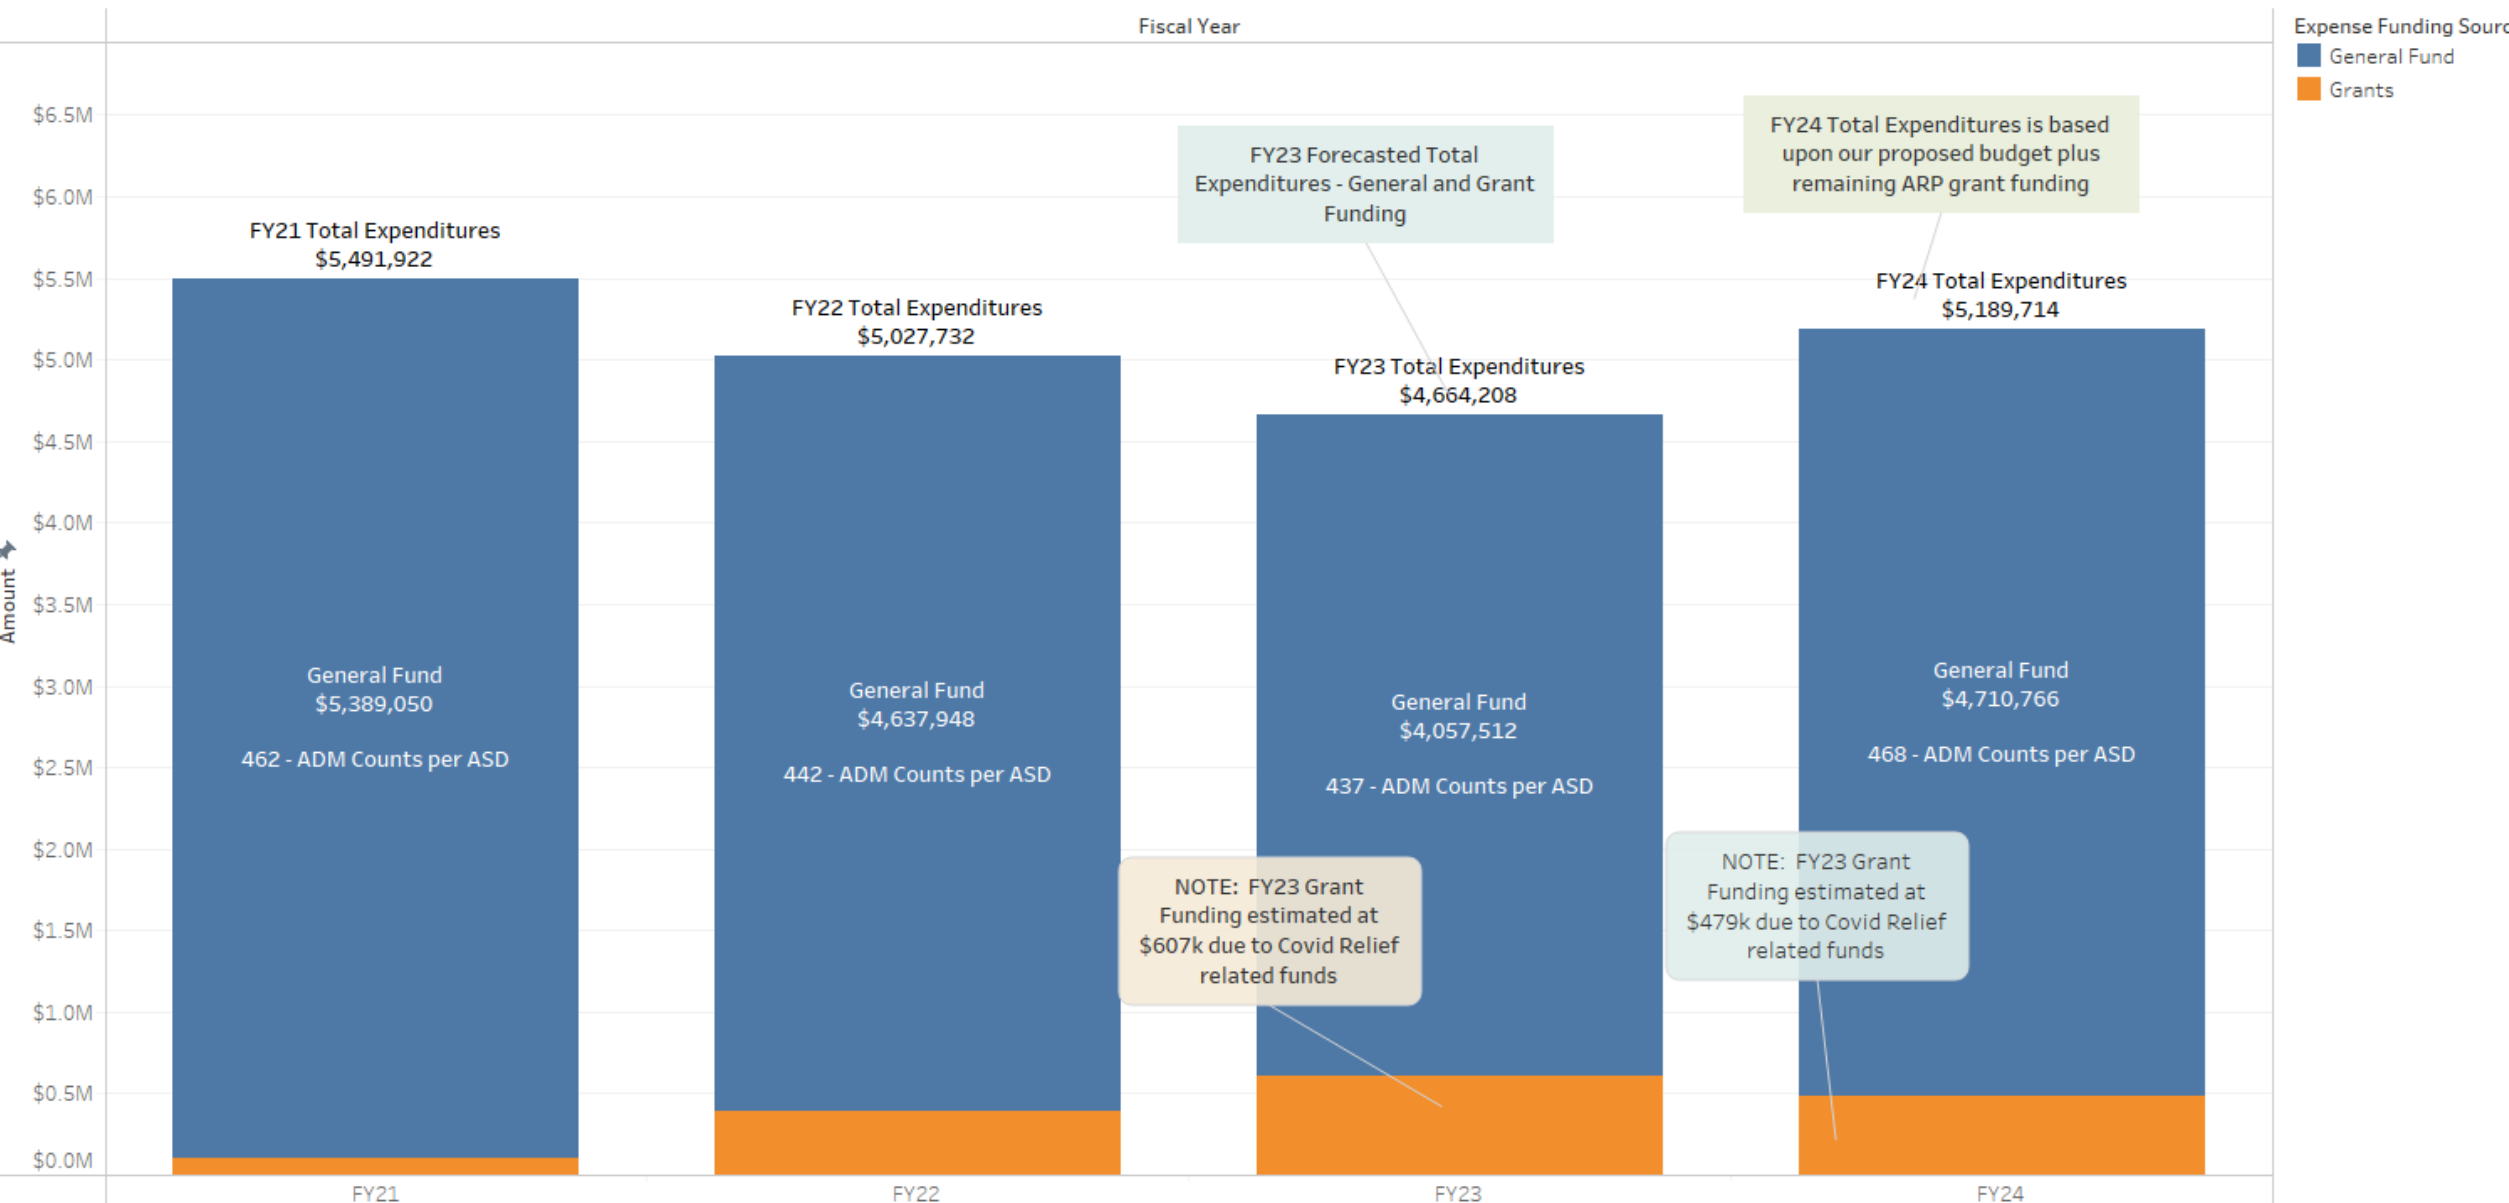 Fiscal Year
Expense Funding Sourc
General Fund
Grants
$6.5M
$6.0M
$5.5M
$5.0M
$4.5M
$4.0M
$3.5M
$3.0M
$2.5M
$2.0M
$1.5M
$1.0M
$0.5M
$0.0M
Amount
FY21 Total Expenditures
$5,491,922
General Fund
$5,389,050
462 - ADM Counts per ASD
FY22 Total Expenditures
$5,027,732
General Fund
$4,637,948
442 - ADM Counts per ASD
FY23 Forecasted Total
Expenditures - General and Grant
Funding
FY23 Total Expenditures
$4,664,208
General Fund
$4,057,512
437 - ADM Counts per ASD
NOTE: FY23 Grant
Funding estimated at
$607k due to Covid Relief
related funds
FY24 Total Expenditures is based
upon our proposed budget plus
remaining ARP grant funding
FY24 Total Expenditures
$5,189,714
General Fund
$4,710,766
468 - ADM Counts per ASD
NOTE: FY23 Grant
Funding estimated at
$479k due to Covid Relief
related funds
FY21
FY22
FY23
FY24